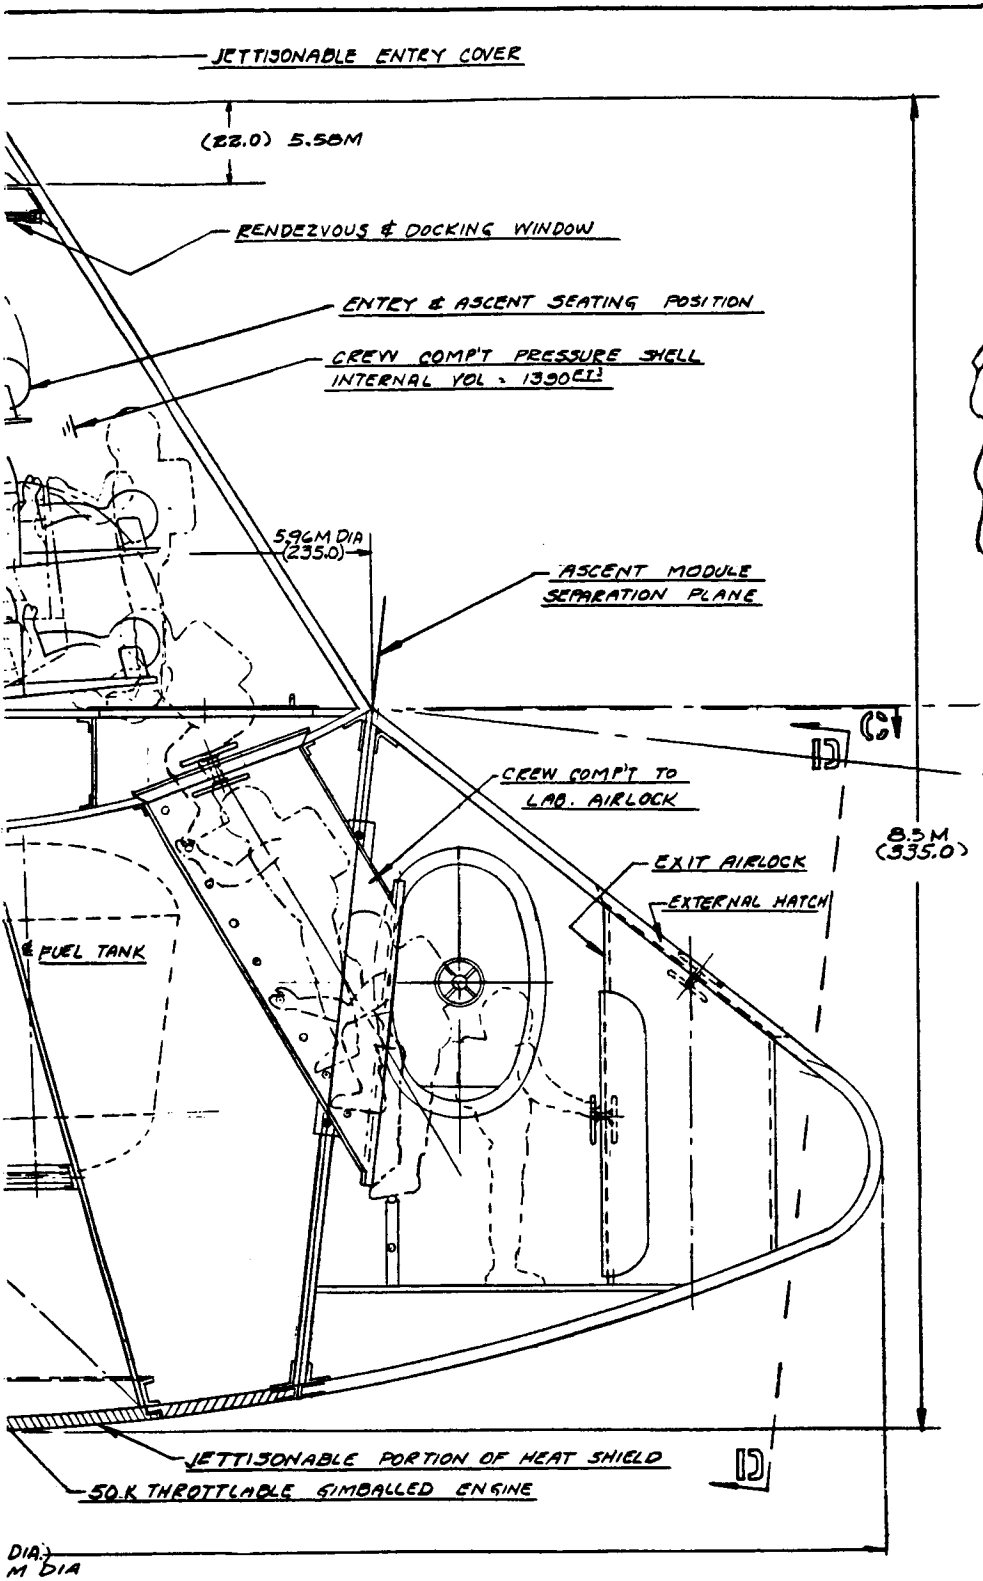 JETTISONABLE ENTRY COVER
(22.0) 5.58M
RENDEZVOUS & DOCKING WINDOW
ENTRY & ASCENT SEATING POSITION
CREW COMP'T PRESSURE SHELL
INTERNAL VOL = 1390 FT3
5.96M DIA
(235.0)
ASCENT MODULE
SEPARATION PLANE
C
D
CREW COMP'T TO
LAB. AIRLOCK
8.5M
(335.0)
EXIT AIRLOCK
EXTERNAL HATCH
℄ FUEL TANK
JETTISONABLE PORTION OF HEAT SHIELD
D
50.K THROTTLABLE GIMBALLED ENGINE
DIA.)
M DIA